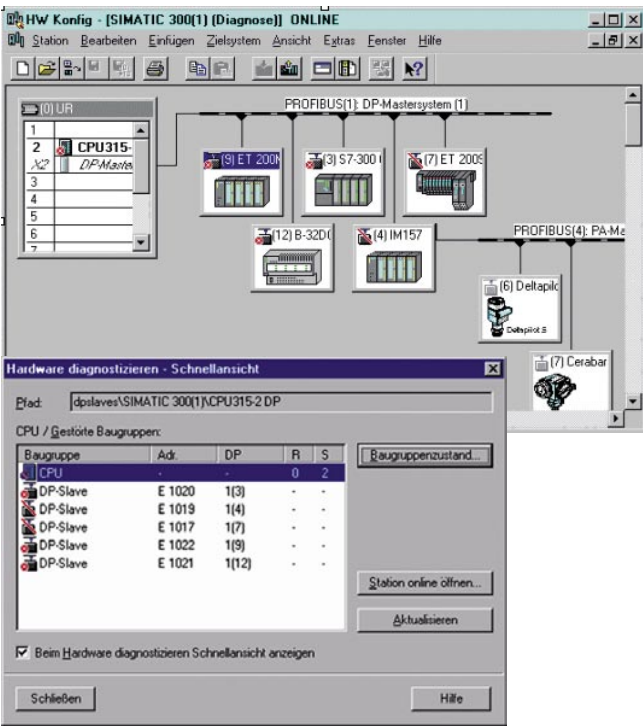 HW Konfig - [SIMATIC 300(1) (Diagnose)] ONLINE
Station Bearbeiten Einfügen Zielsystem Ansicht Extras Fenster Hilfe
(0) UR
1
2 CPU315-
X2 DP-Maste
3
4
5
6
7
PROFIBUS(1): DP-Mastersystem (1)
(9) ET 200M
(3) S7-300
(7) ET 200S
(12) B-32D
(4) IM157
PROFIBUS(4): PA-Ma
(6) Deltapilo
Deltapilot S
(7) Cerabar
Hardware diagnostizieren - Schnellansicht
Pfad: dpslaves\SIMATIC 300(1)\CPU315-2 DP
CPU / Gestörte Baugruppen:
Baugruppe Adr. DP R S
CPU - - 0 2
DP-Slave E 1020 1(3) - -
DP-Slave E 1019 1(4) - -
DP-Slave E 1017 1(7) - -
DP-Slave E 1022 1(9) - -
DP-Slave E 1021 1(12) - -
Baugruppenzustand...
Station online öffnen...
Aktualisieren
Beim Hardware diagnostizieren Schnellansicht anzeigen
Schließen
Hilfe